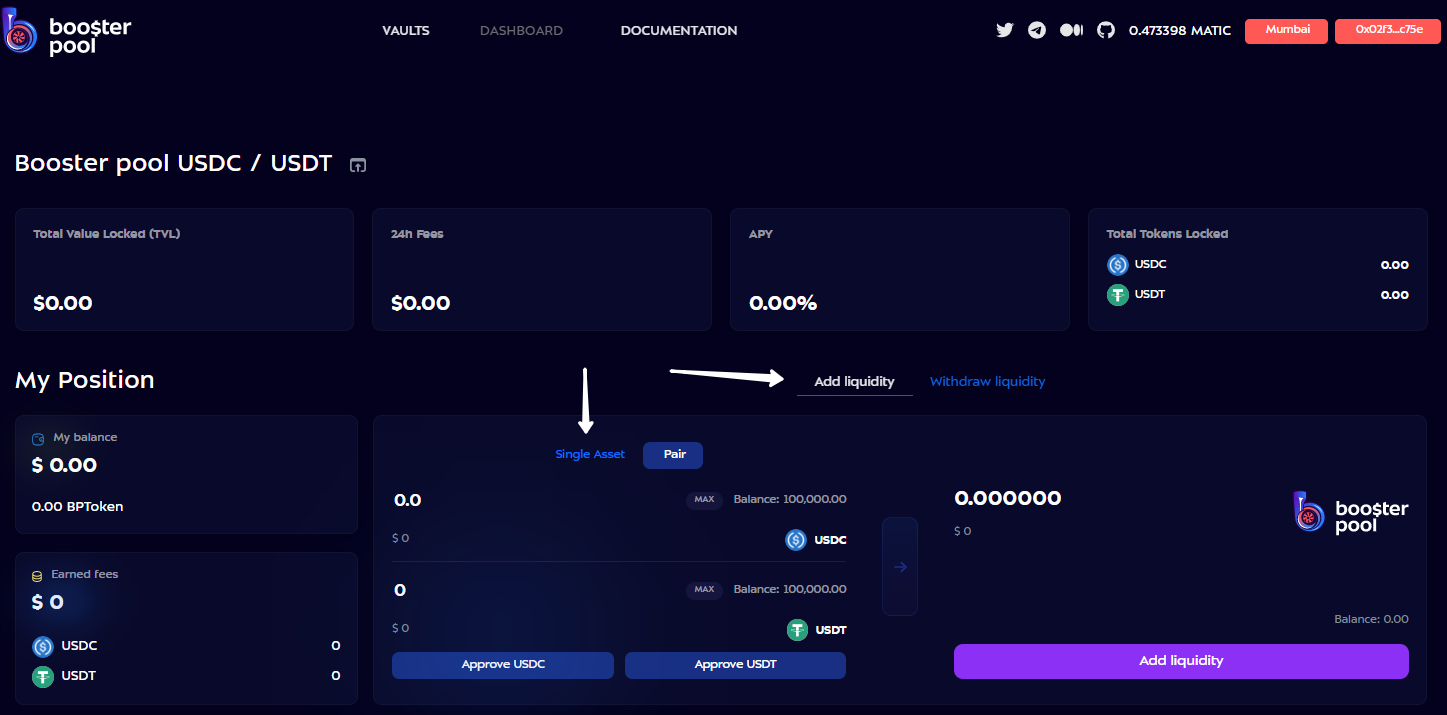 boo$ter
pool
VAULTS
DASHBOARD
DOCUMENTATION
0.473398 MATIC
Mumbai
0x02f3...c75e
Booster pool USDC / USDT
Total Value Locked (TVL)
$0.00
24h Fees
$0.00
APY
0.00%
Total Tokens Locked
USDC 0.00
USDT 0.00
My Position
Add liquidity
Withdraw liquidity
My balance
$ 0.00
0.00 BPToken
Earned fees
$ 0
USDC 0
USDT 0
Single Asset
Pair
0.0 MAX Balance: 100,000.00
$ 0 USDC
0 MAX Balance: 100,000.00
$ 0 USDT
Approve USDC
Approve USDT
0.000000
$ 0
boo$ter
pool
Balance: 0.00
Add liquidity